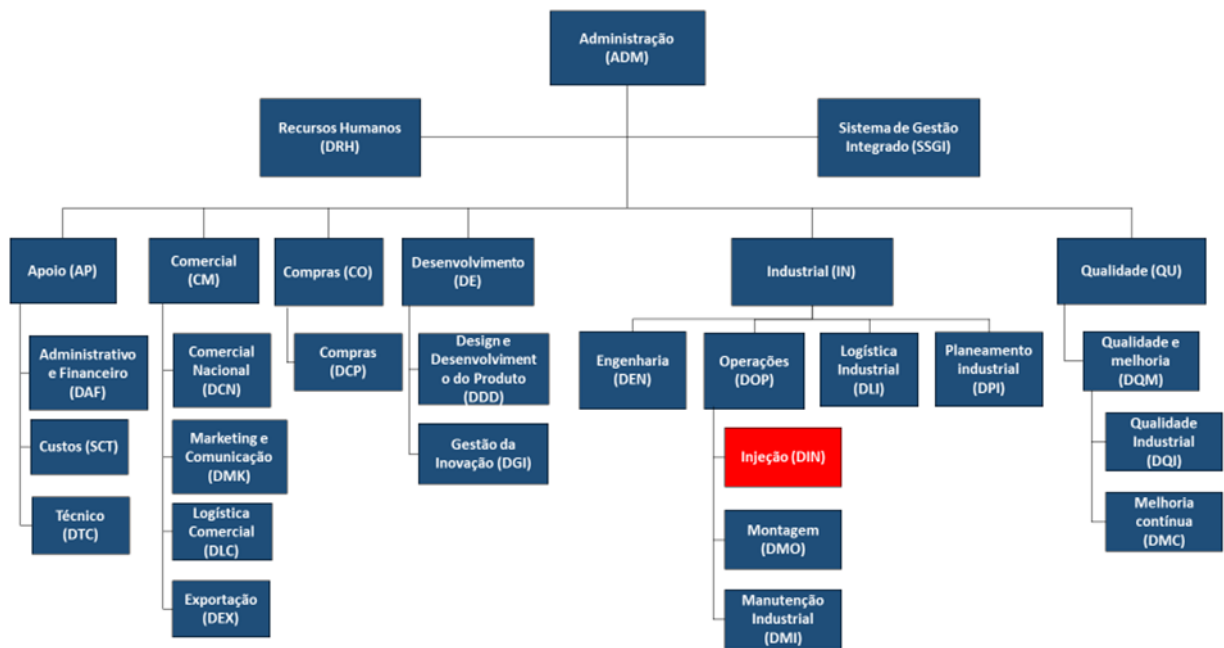 Administração
(ADM)
Recursos Humanos
(DRH)
Sistema de Gestão
Integrado (SSGI)
Apoio (AP)
Comercial
(CM)
Compras (CO)
Desenvolvimento
(DE)
Industrial (IN)
Qualidade (QU)
Administrativo
e Financeiro
(DAF)
Custos (SCT)
Técnico
(DTC)
Comercial
Nacional
(DCN)
Marketing e
Comunicação
(DMK)
Logística
Comercial
(DLC)
Exportação
(DEX)
Compras
(DCP)
Design e
Desenvolviment
o do Produto
(DDD)
Gestão da
Inovação (DGI)
Engenharia
(DEN)
Operações
(DOP)
Logística
Industrial
(DLI)
Planeamento
industrial
(DPI)
Injeção (DIN)
Montagem
(DMO)
Manutenção
Industrial
(DMI)
Qualidade e
melhoria
(DQM)
Qualidade
Industrial
(DQI)
Melhoria
contínua
(DMC)